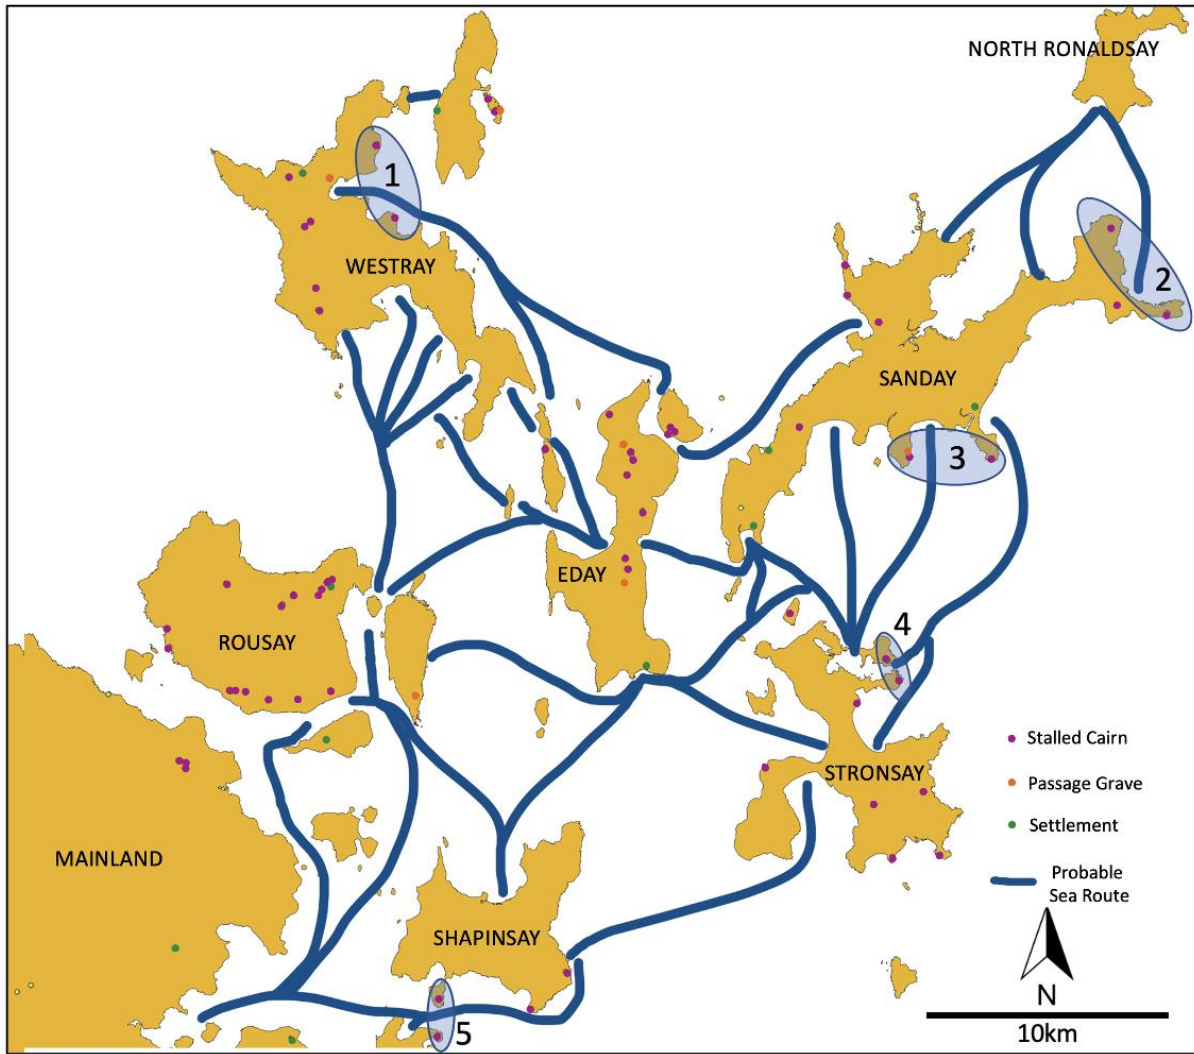 NORTH RONALDSAY
1
WESTRAY
2
SANDAY
3
EDAY
4
ROUSAY
STRONSAY
MAINLAND
SHAPINSAY
5
Stalled Cairn
Passage Grave
Settlement
Probable
Sea Route
N
10km